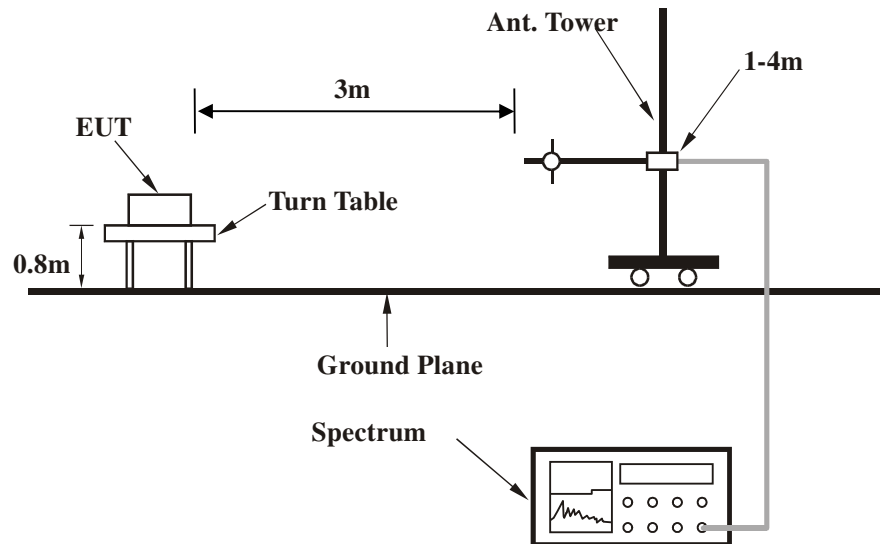 Ant. Tower
1-4m
3m
EUT
Turn Table
0.8m
Ground Plane
Spectrum